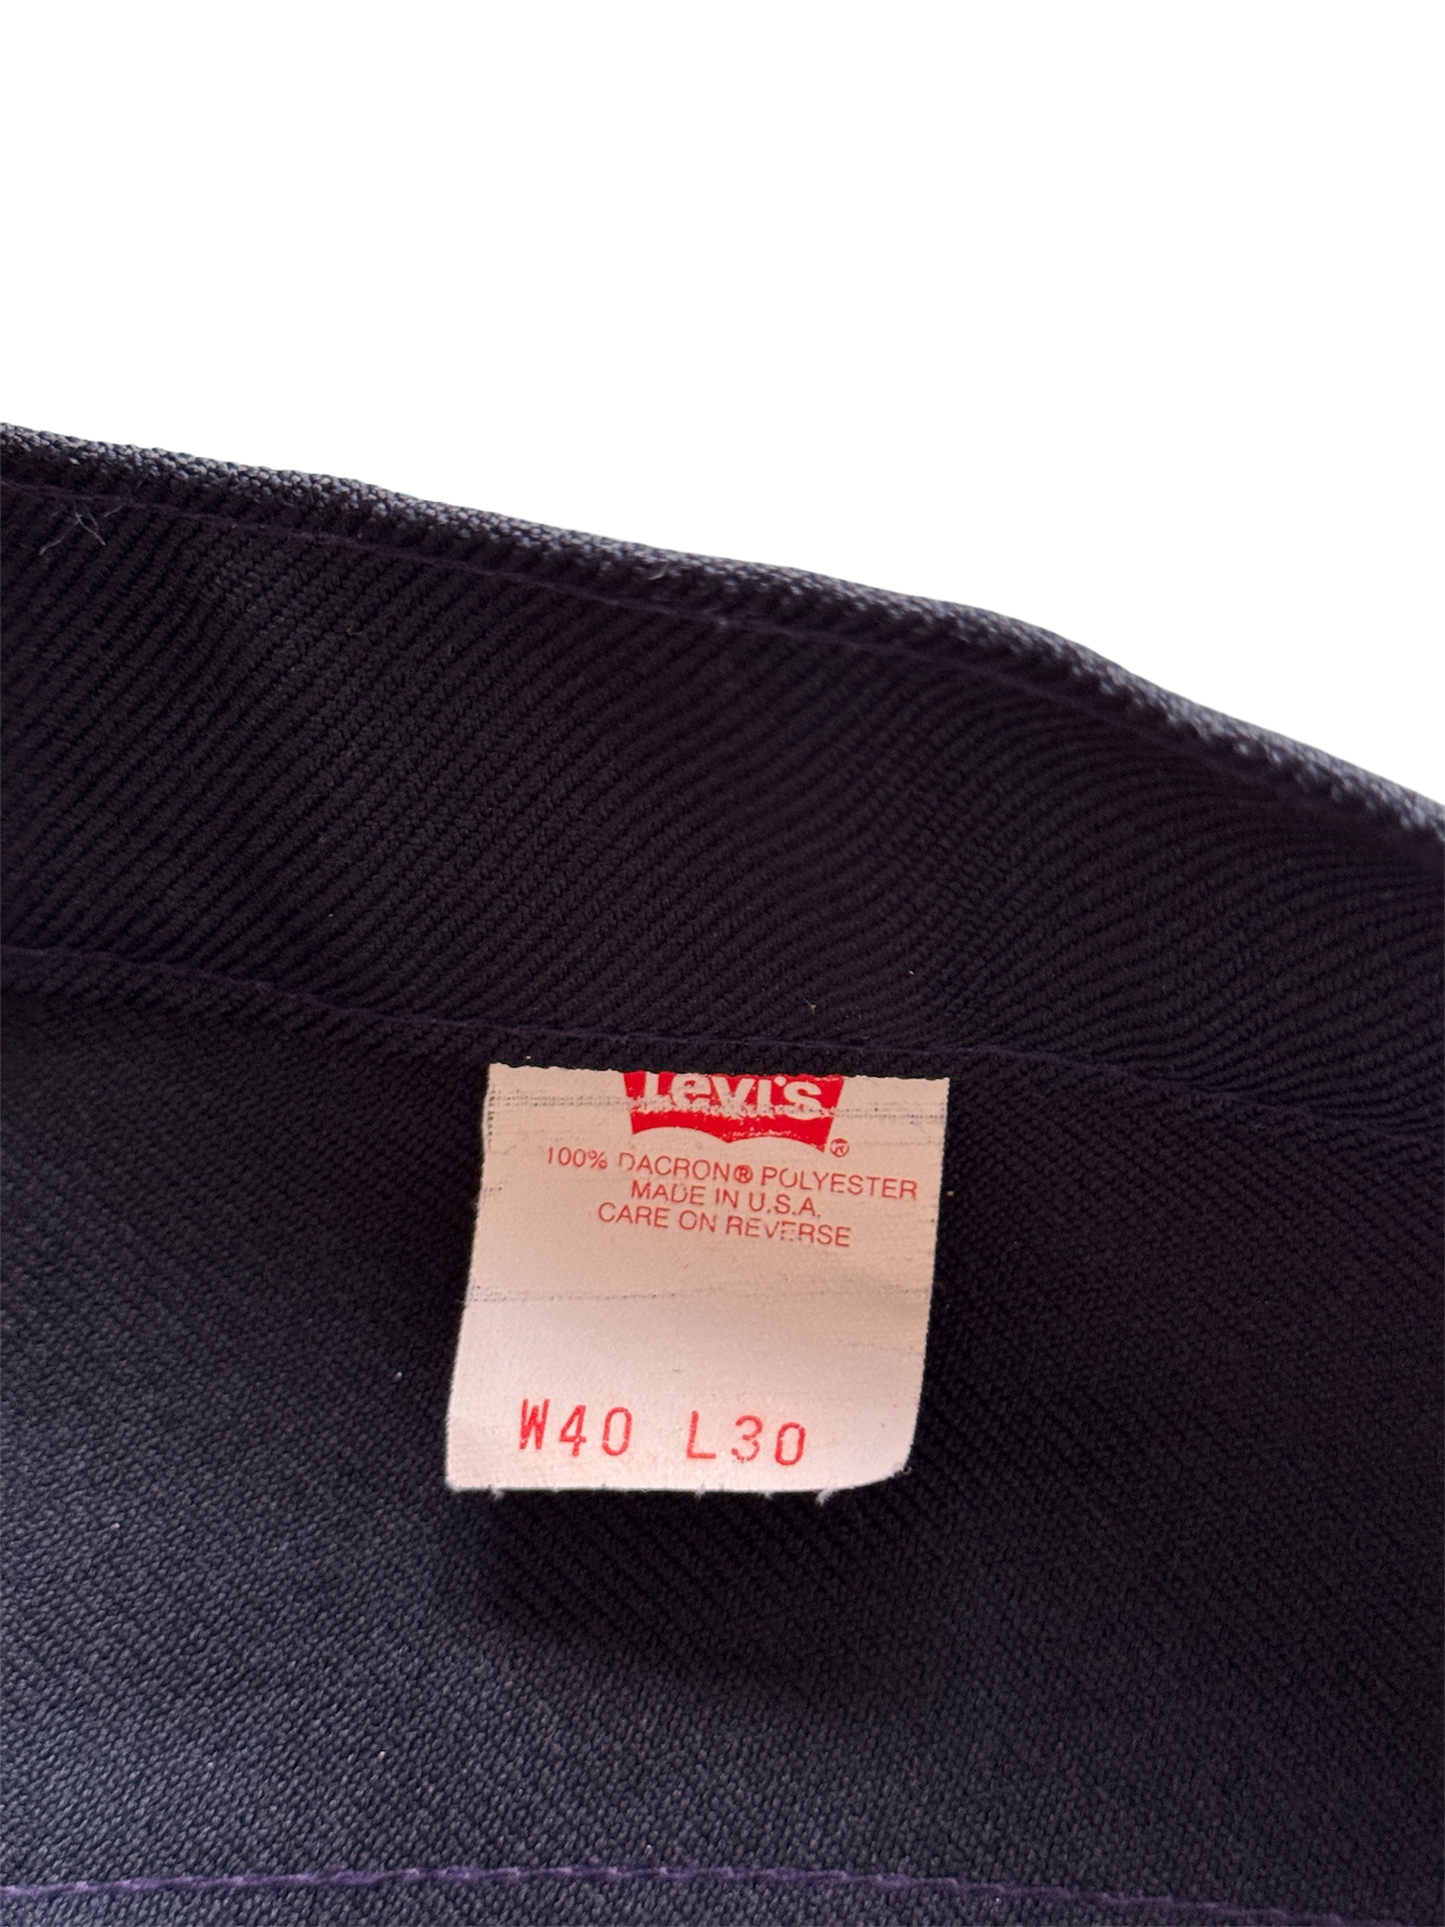 Levi's
®
100% DACRON® POLYESTER
MADE IN U.S.A.
CARE ON REVERSE
W40 L30